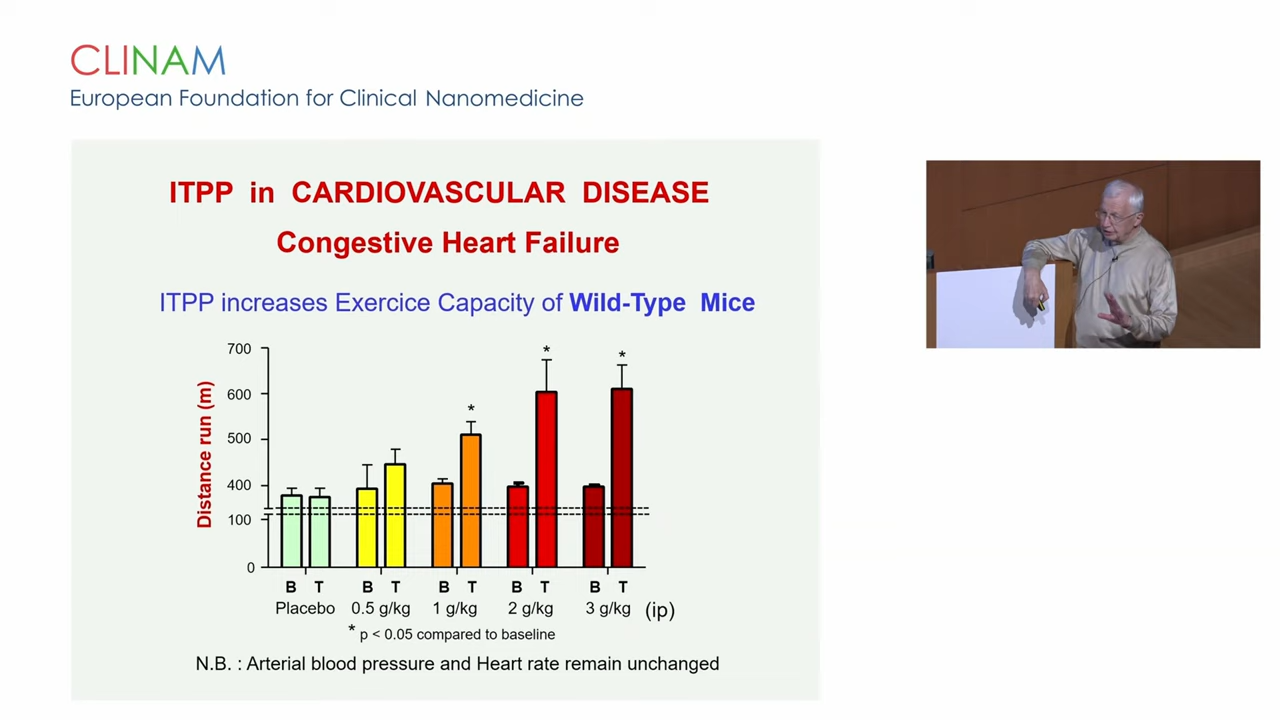 CLINAM
European Foundation for Clinical Nanomedicine
ITPP in CARDIOVASCULAR DISEASE
Congestive Heart Failure
ITPP increases Exercice Capacity of Wild-Type Mice
Distance run (m)
700
600
500
400
100
0
* * *
B T B T B T B T B T
Placebo 0.5 g/kg 1 g/kg 2 g/kg 3 g/kg (ip)
* p < 0.05 compared to baseline
N.B. : Arterial blood pressure and Heart rate remain unchanged